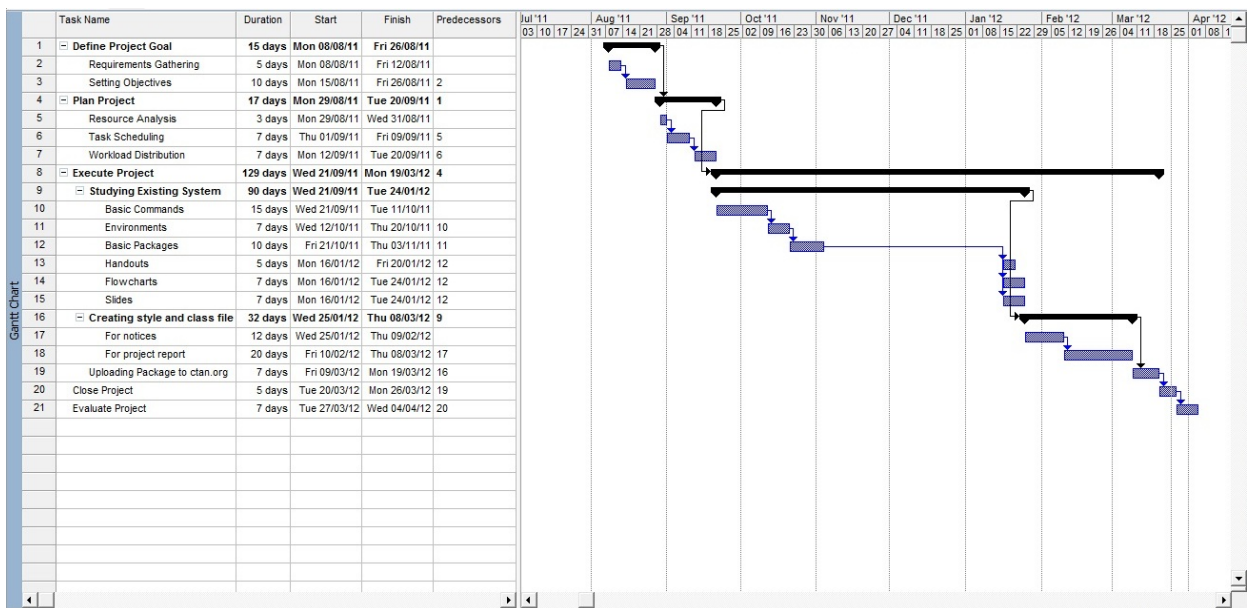 Task Name Duration Start Finish Predecessors
Jul '11 Aug '11 Sep '11 Oct '11 Nov '11 Dec '11 Jan '12 Feb '12 Mar '12 Apr '12
03 10 17 24 31 07 14 21 28 04 11 18 25 02 09 16 23 30 06 13 20 27 04 11 18 25 01 08 15 22 29 05 12 19 26 04 11 18 25 01 08 1
1 Define Project Goal 15 days Mon 08/08/11 Fri 26/08/11
2 Requirements Gathering 5 days Mon 08/08/11 Fri 12/08/11
3 Setting Objectives 10 days Mon 15/08/11 Fri 26/08/11 2
4 Plan Project 17 days Mon 29/08/11 Tue 20/09/11 1
5 Resource Analysis 3 days Mon 29/08/11 Wed 31/08/11
6 Task Scheduling 7 days Thu 01/09/11 Fri 09/09/11 5
7 Workload Distribution 7 days Mon 12/09/11 Tue 20/09/11 6
8 Execute Project 129 days Wed 21/09/11 Mon 19/03/12 4
9 Studying Existing System 90 days Wed 21/09/11 Tue 24/01/12
10 Basic Commands 15 days Wed 21/09/11 Tue 11/10/11
11 Environments 7 days Wed 12/10/11 Thu 20/10/11 10
12 Basic Packages 10 days Fri 21/10/11 Thu 03/11/11 11
13 Handouts 5 days Mon 16/01/12 Fri 20/01/12 12
14 Flowcharts 7 days Mon 16/01/12 Tue 24/01/12 12
15 Slides 7 days Mon 16/01/12 Tue 24/01/12 12
16 Creating style and class file 32 days Wed 25/01/12 Thu 08/03/12 9
17 For notices 12 days Wed 25/01/12 Thu 09/02/12
18 For project report 20 days Fri 10/02/12 Thu 08/03/12 17
19 Uploading Package to ctan.org 7 days Fri 09/03/12 Mon 19/03/12 16
20 Close Project 5 days Tue 20/03/12 Mon 26/03/12 19
21 Evaluate Project 7 days Tue 27/03/12 Wed 04/04/12 20
Gantt Chart